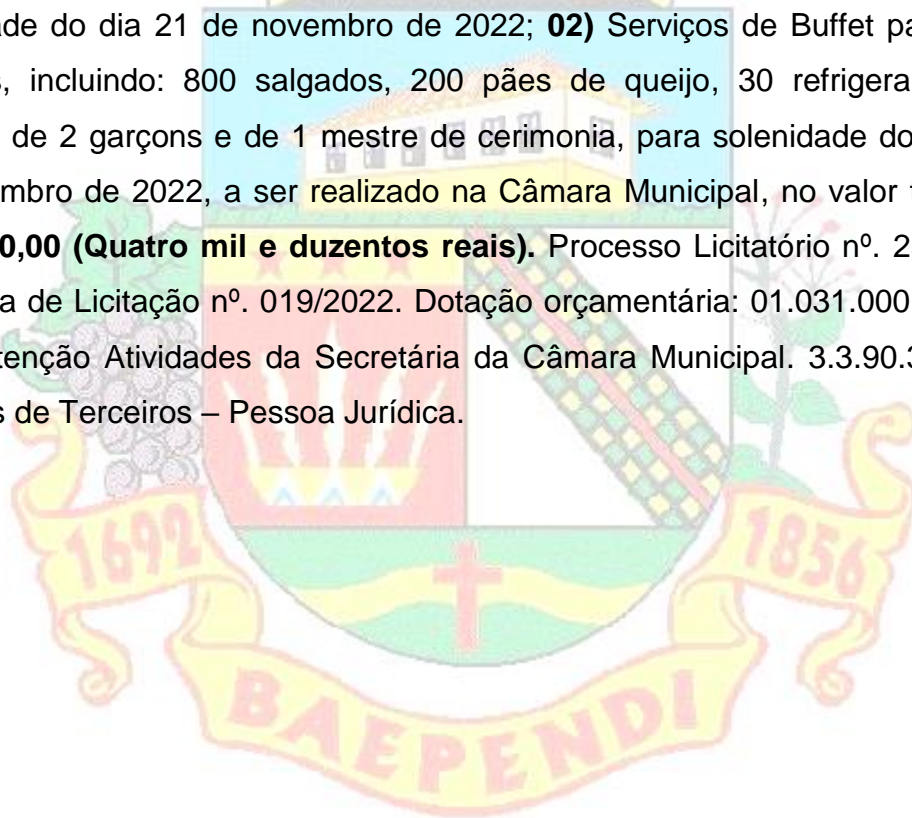 ade do dia 21 de novembro de 2022; 02) Serviços de Buffet pa
s, incluindo: 800 salgados, 200 pães de queijo, 30 refrigera
de 2 garçons e de 1 mestre de cerimonia, para solenidade do
mbro de 2022, a ser realizado na Câmara Municipal, no valor
0,00 (Quatro mil e duzentos reais). Processo Licitatório nº. 2
a de Licitação nº. 019/2022. Dotação orçamentária: 01.031.000
tenção Atividades da Secretária da Câmara Municipal. 3.3.90.3
s de Terceiros – Pessoa Jurídica.
1692 1856
BAEPENDI